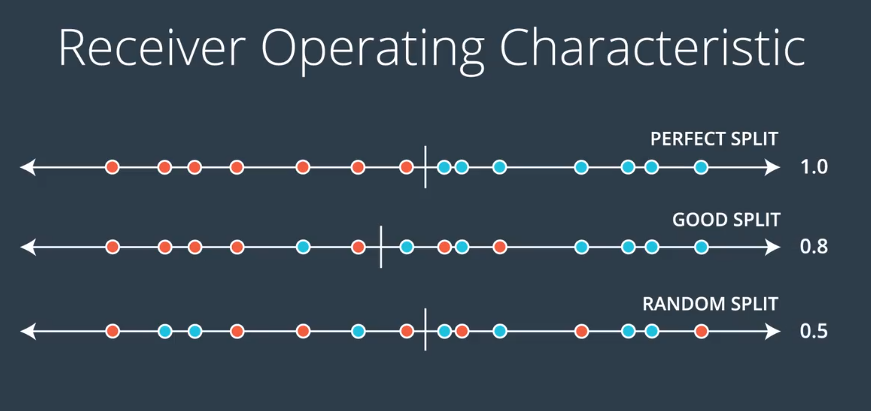 Receiver Operating Characteristic
PERFECT SPLIT
1.0
GOOD SPLIT
0.8
RANDOM SPLIT
0.5